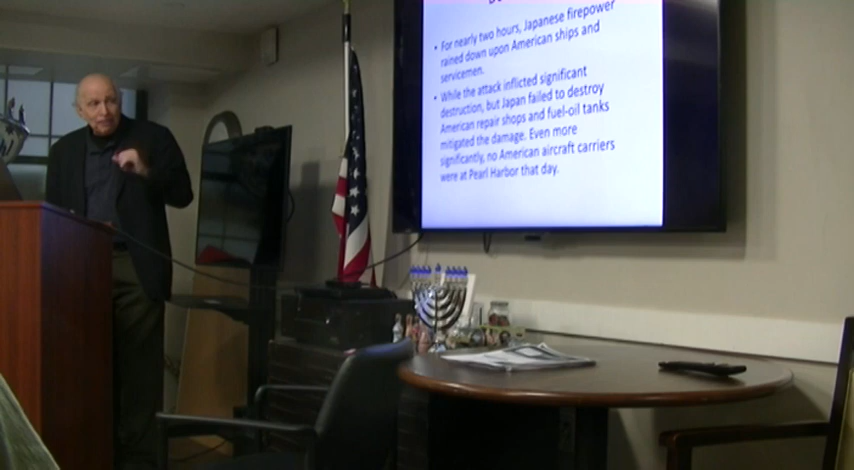 • For nearly two hours, Japanese firepower
rained down upon American ships and
servicemen.
• While the attack inflicted significant
destruction, but Japan failed to destroy
American repair shops and fuel-oil tanks
mitigated the damage. Even more
significantly, no American aircraft carriers
were at Pearl Harbor that day.